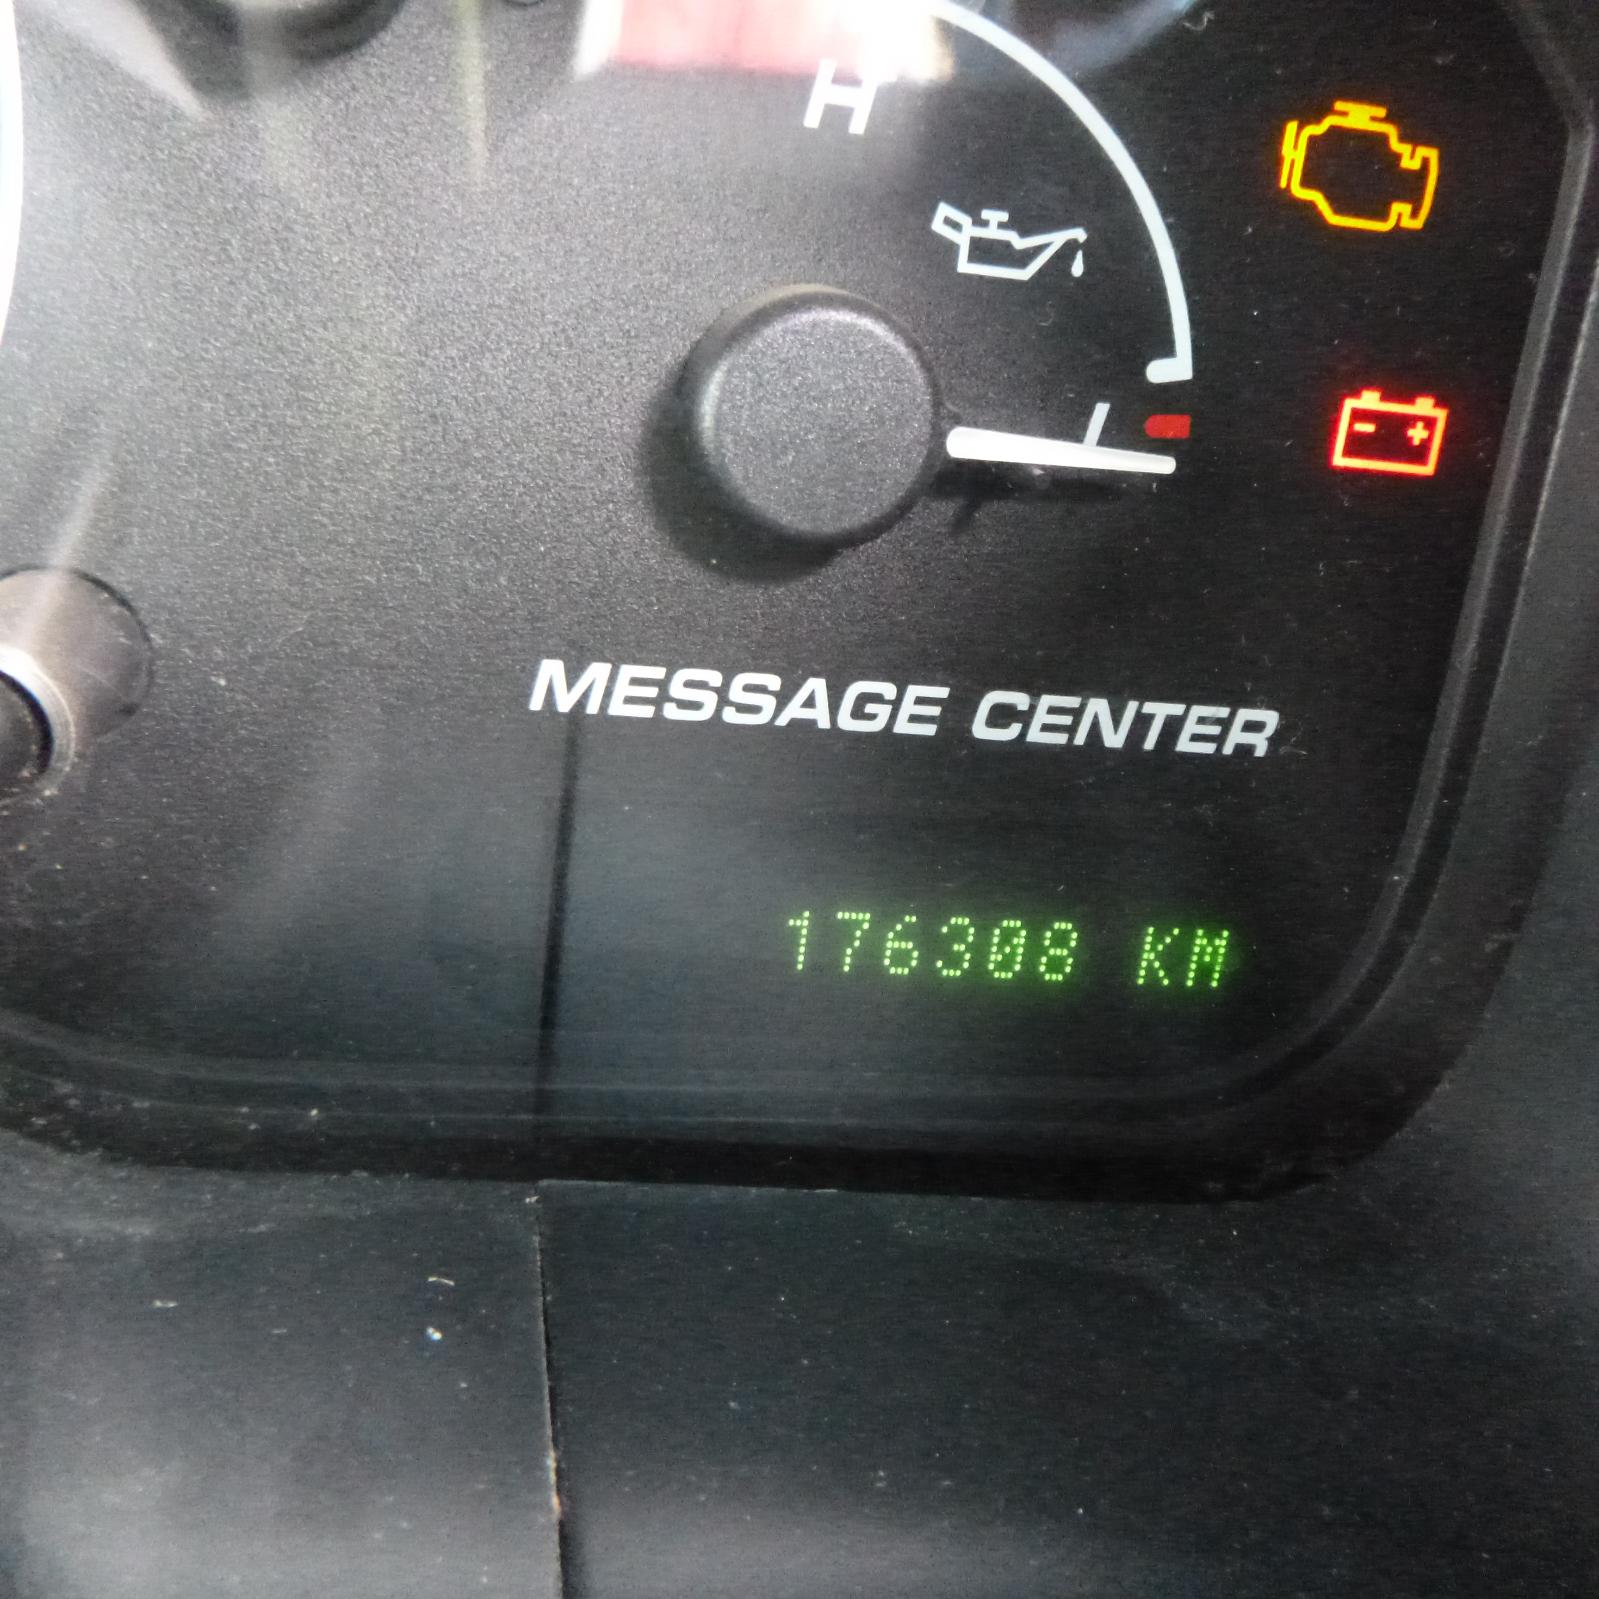 H
L
MESSAGE CENTER
176308 KM